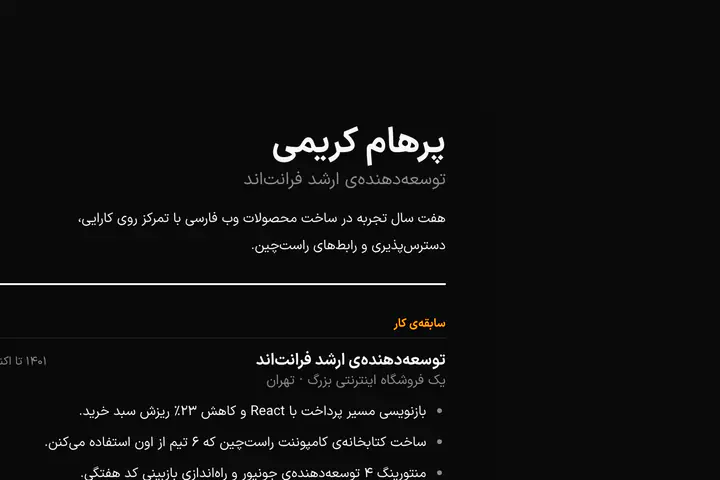 پرهام کریمی
توسعه‌دهنده‌ی ارشد فرانت‌اند
هفت سال تجربه در ساخت محصولات وب فارسی با تمرکز روی کارایی،
دسترس‌پذیری و رابط‌های راست‌چین.
سابقه‌ی کار
توسعه‌دهنده‌ی ارشد فرانت‌اند
۱۴۰۱ تا
یک فروشگاه اینترنتی بزرگ · تهران
بازنویسی مسیر پرداخت با React و کاهش ۲۳٪ ریزش سبد خرید.
ساخت کتابخانه‌ی کامپوننت راست‌چین که ۶ تیم از اون استفاده می‌کنن.
منتورینگ ۴ توسعه‌دهنده‌ی جونیور و راه‌اندازی بازبینی کد هفتگی.